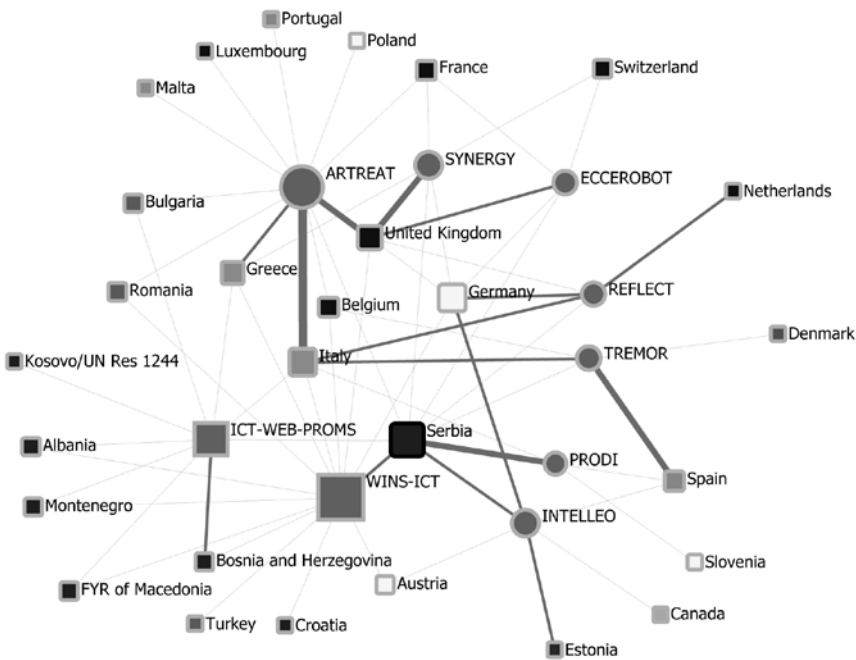 Portugal
Poland
Luxembourg
France
Switzerland
Malta
SYNERGY
ARTREAT
ECCEROBOT
Netherlands
Bulgaria
United Kingdom
Greece
Romania
Belgium
Germany
REFLECT
Denmark
Italy
TREMOR
Kosovo/UN Res 1244
ICT-WEB-PROMS
Serbia
Albania
PRODI
WINS-ICT
Spain
Montenegro
INTELLEO
Bosnia and Herzegovina
Slovenia
FYR of Macedonia
Austria
Canada
Turkey
Croatia
Estonia